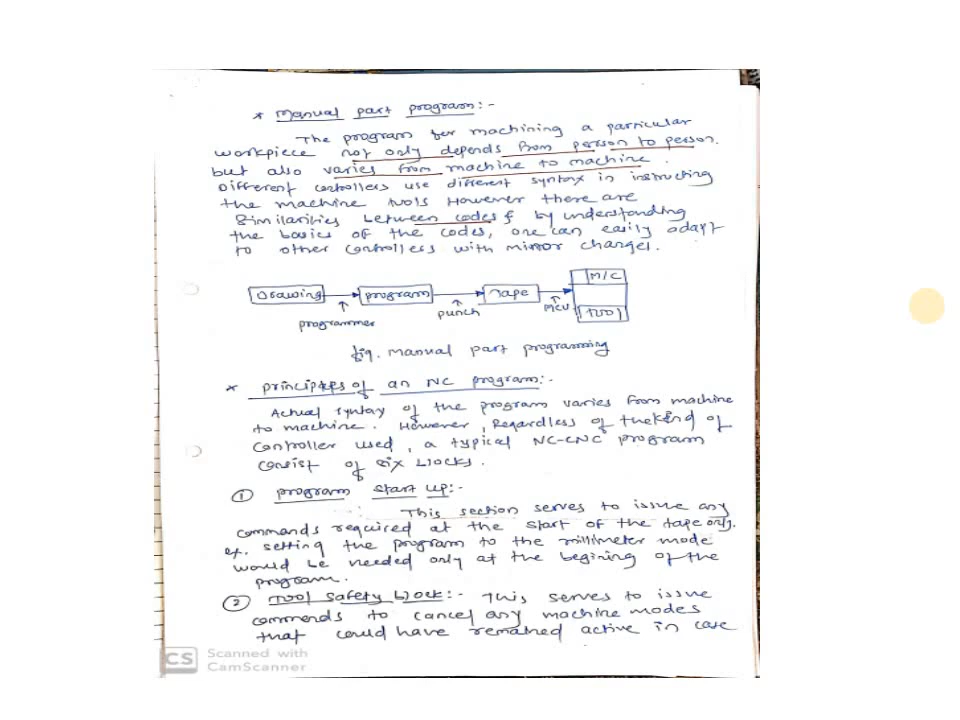 * Manual part program:-
The program for machining a particular
workpiece not only depends from person to person.
but also varies from machine to machine.
Different controllers use different syntax in instructing
the machine tools However there are
similarities between codes & by understanding
the basics of the codes, one can easily adapt
to other controllers with mirror changes.
Drawing program Tape M/C
tool
programmer punch MCU
fig. Manual part programming
* principles of an NC program:-
Actual syntax of the program varies from machine
to machine. However, Regardless of the kind of
controller used, a typical NC-CNC program
consist of six blocks.
① program start up:-
This section serves to issue any
commands required at the start of the tape only.
ex. setting the program to the millimeter mode
would be needed only at the begining of the
program.
② Tool safety block:- This serves to issue
commends to cancel any machine modes
that could have remained active in case
CS Scanned with
CamScanner